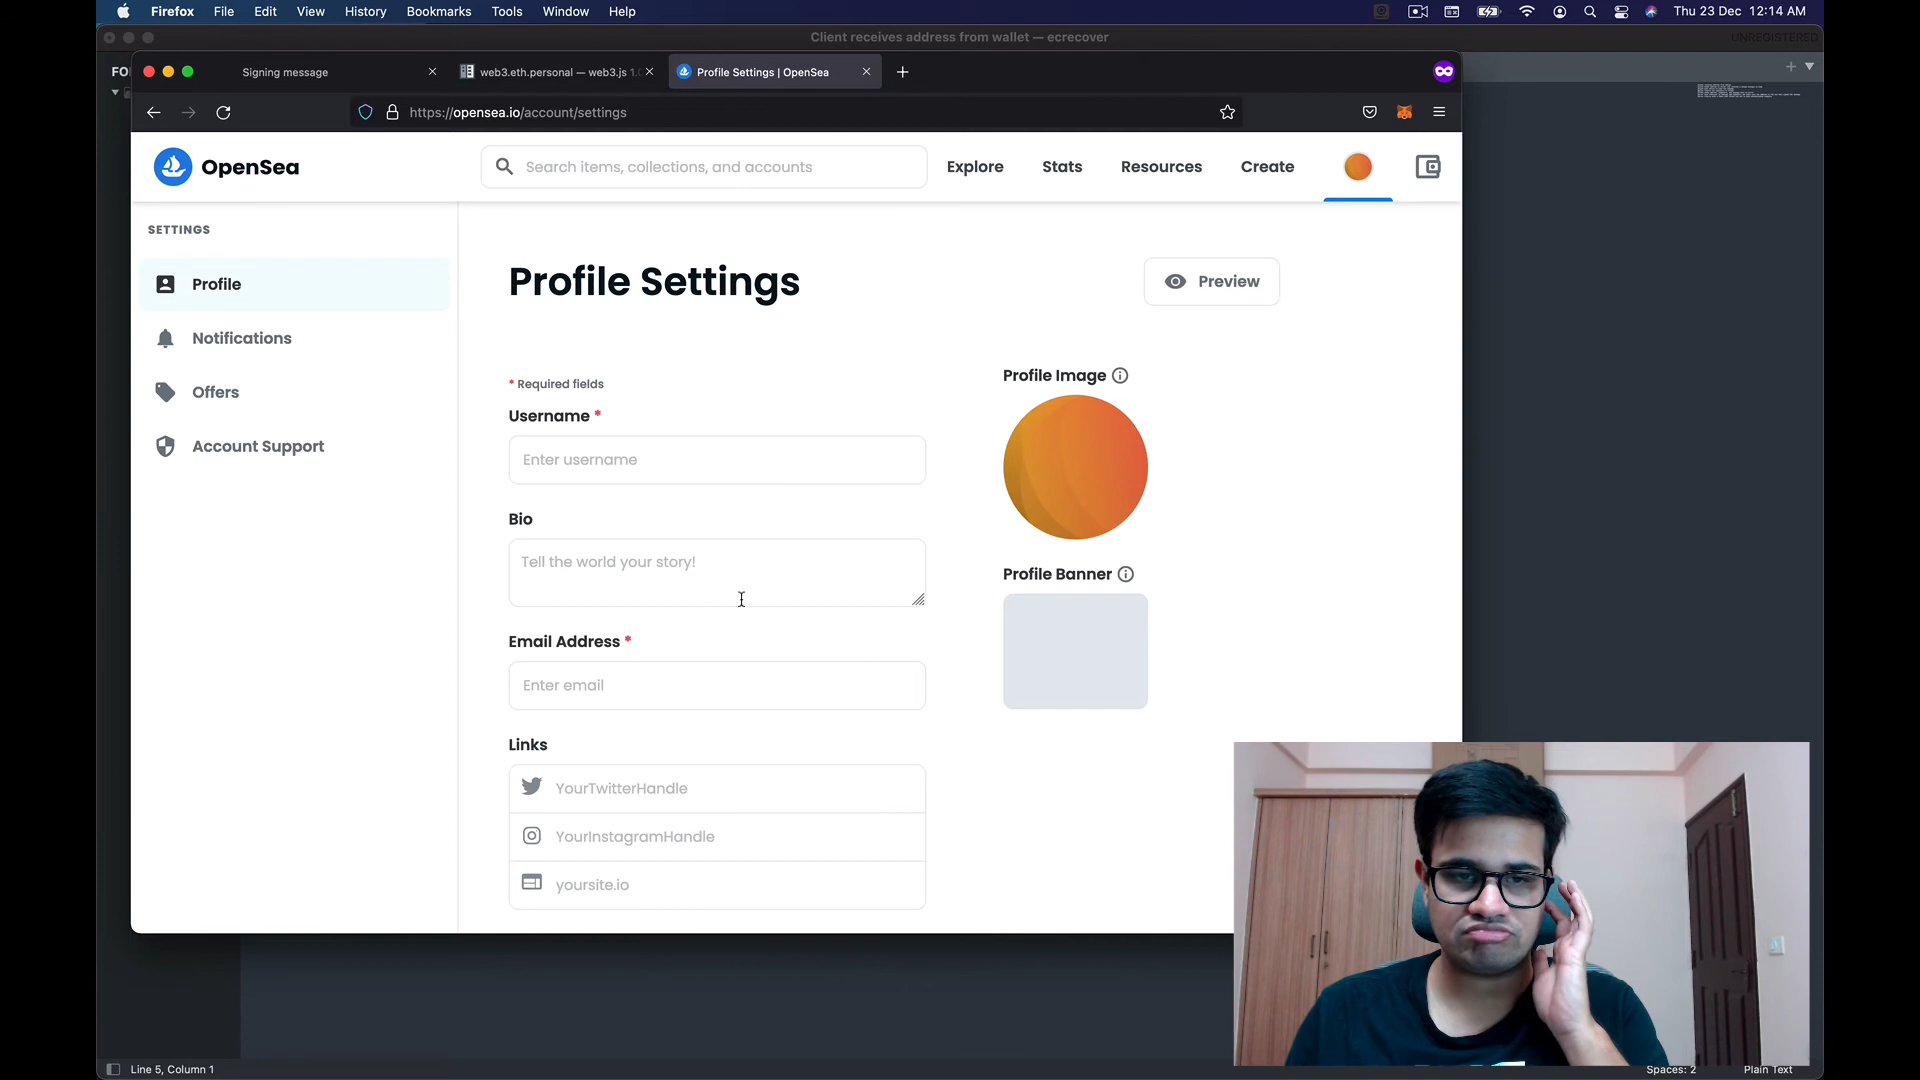 Firefox File Edit View History Bookmarks Tools Window Help Thu 23 Dec 12:14 AM
Client receives address from wallet — ecrecover UNREGISTERED
FO
Signing message web3.eth.personal — web3.js 1. Profile Settings | OpenSea
https://opensea.io/account/settings
OpenSea Search items, collections, and accounts Explore Stats Resources Create
SETTINGS
Profile
Notifications
Offers
Account Support
Profile Settings
Preview
* Required fields
Username *
Enter username
Bio
Tell the world your story!
Email Address *
Enter email
Links
YourTwitterHandle
YourInstagramHandle
yoursite.io
Profile Image
Profile Banner
Line 5, Column 1 Spaces: 2 Plain Text